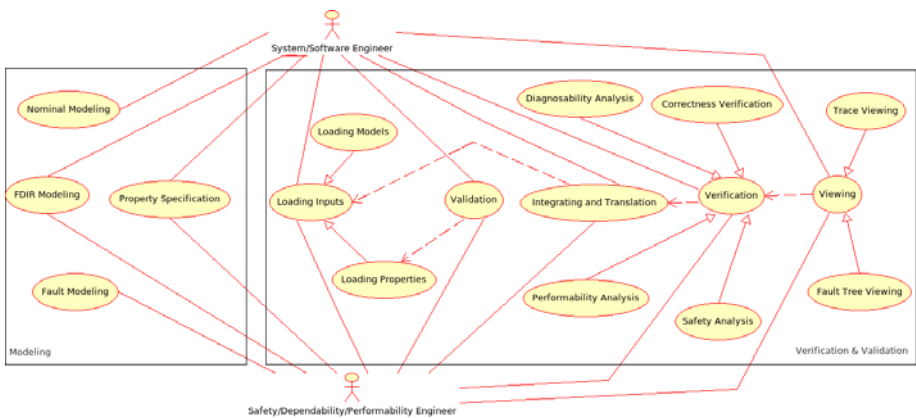 System/Software Engineer
Nominal Modeling
Diagnosability Analysis
Correctness Verification
Trace Viewing
Loading Models
FDIR Modeling
Property Specification
Loading Inputs
Validation
Integrating and Translation
Verification
Viewing
Fault Modeling
Loading Properties
Performability Analysis
Safety Analysis
Fault Tree Viewing
Modeling
Verification & Validation
Safety/Dependability/Performability Engineer